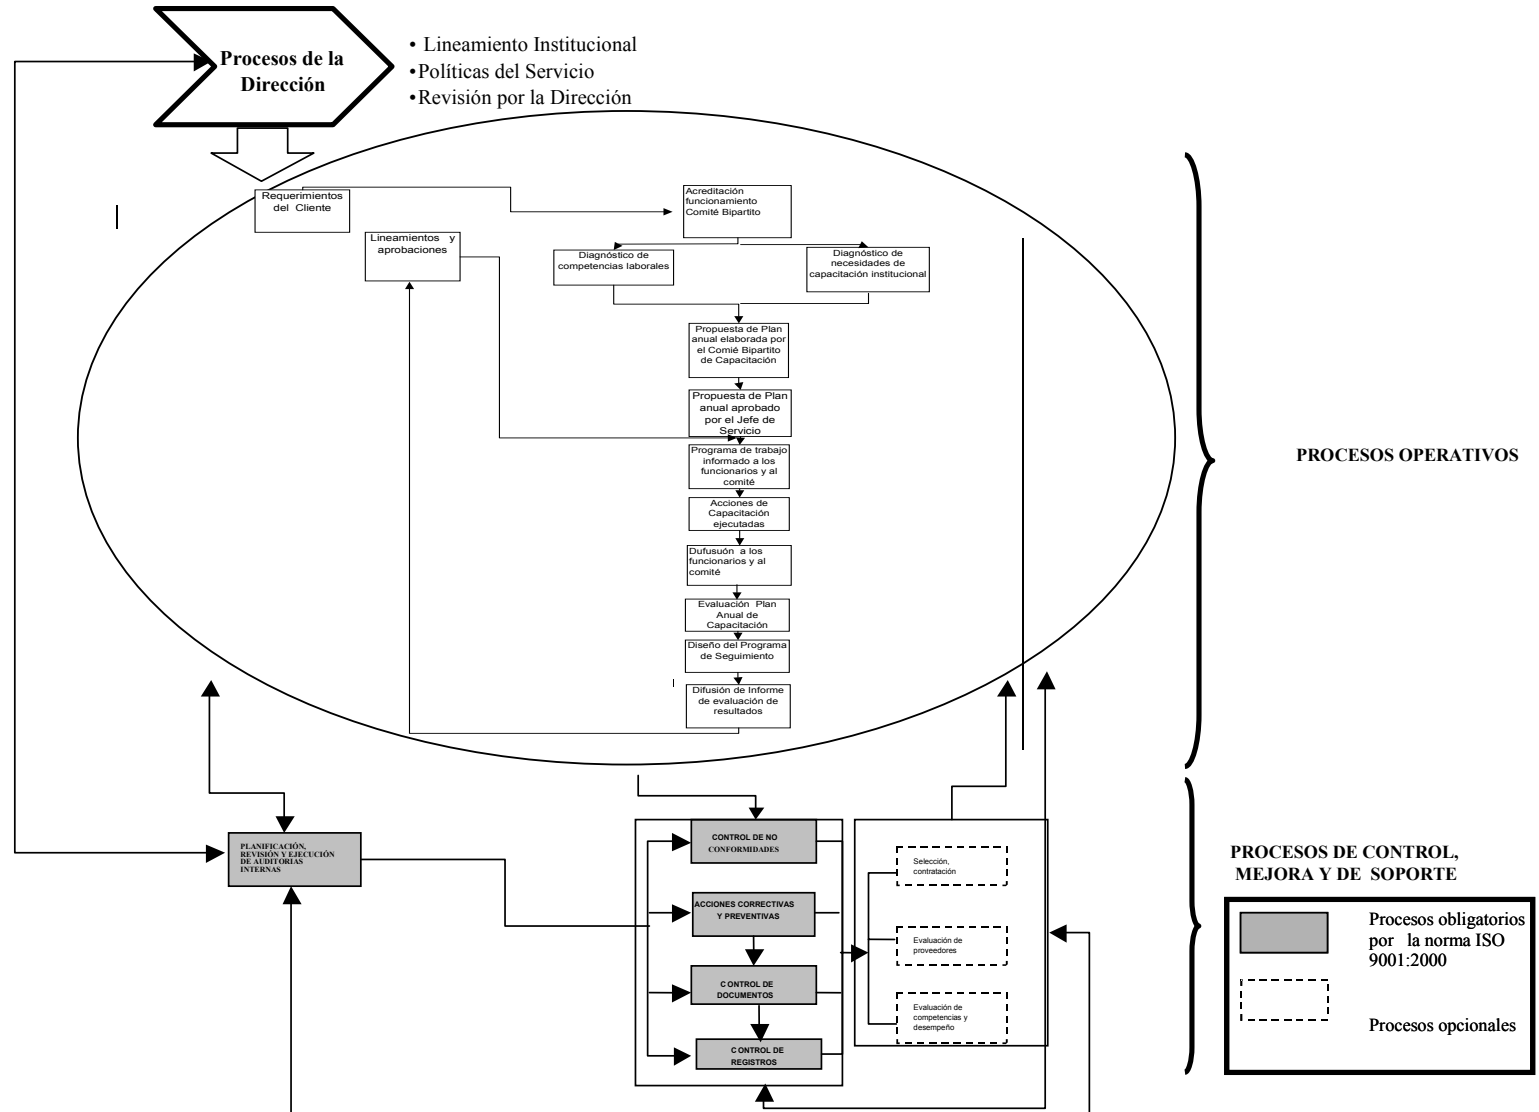 Procesos de la
Dirección
• Lineamiento Institucional
•Políticas del Servicio
•Revisión por la Dirección
Requerimientos
del Cliente
Acreditación
funcionamiento
Comité Bipartito
Lineamientos y
aprobaciones
Diagnóstico de
competencias laborales
Diagnóstico de
necesidades de
capacitación institucional
Propuesta de Plan
anual elaborada por
el Comié Bipartito
de Capacitación
Propuesta de Plan
anual aprobado
por el Jefe de
Servicio
Programa de trabajo
informado a los
funcionarios y al
comité
Acciones de
Capacitación
ejecutadas
Dufusuón a los
funcionarios y al
comité
Evaluación Plan
Anual de
Capacitación
Diseño del Programa
de Seguimiento
Difusión de Informe
de evaluación de
resultados
PROCESOS OPERATIVOS
PLANIFICACIÓN,
REVISIÓN Y EJECUCIÓN
DE AUDITORIAS
INTERNAS
CONTROL DE NO
CONFORMIDADES
ACCIONES CORRECTIVAS
Y PREVENTIVAS
CONTROL DE
DOCUMENTOS
CONTROL DE
REGISTROS
Selección,
contratación
Evaluación de
proveedores
Evaluación de
competencias y
desempeño
PROCESOS DE CONTROL,
MEJORA Y DE SOPORTE
Procesos obligatorios
por la norma ISO
9001:2000
Procesos opcionales